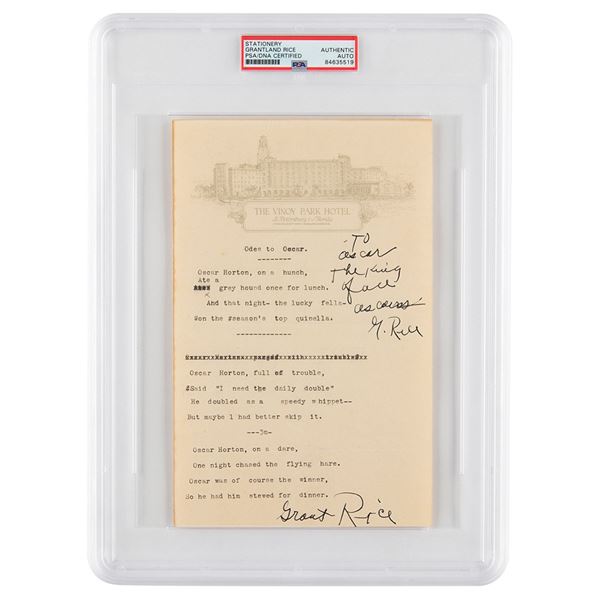 STATIONERY
GRANTLAND RICE
PSA/DNA CERTIFIED
AUTHENTIC
AUTO
84635519
PSA
THE VINOY PARK HOTEL
St. Petersburg Florida
Odes to Oscar.
--------
To
Oscar
The King
of all
G. Rice
Oscar Horton, on a hunch,
Ate a
grey hound once for lunch.
And that night- the lucky fella-
Won the season's top quinella.
-------------
Oscar Horton, full of trouble,
Said "I need the daily double"
He doubled as a speedy whippet--
But maybe I had better skip it.
---3m-
Oscar Horton, on a dare,
One night chased the flying hare.
Oscar was of course the winner,
So he had him stewed for dinner.
Grant Rice